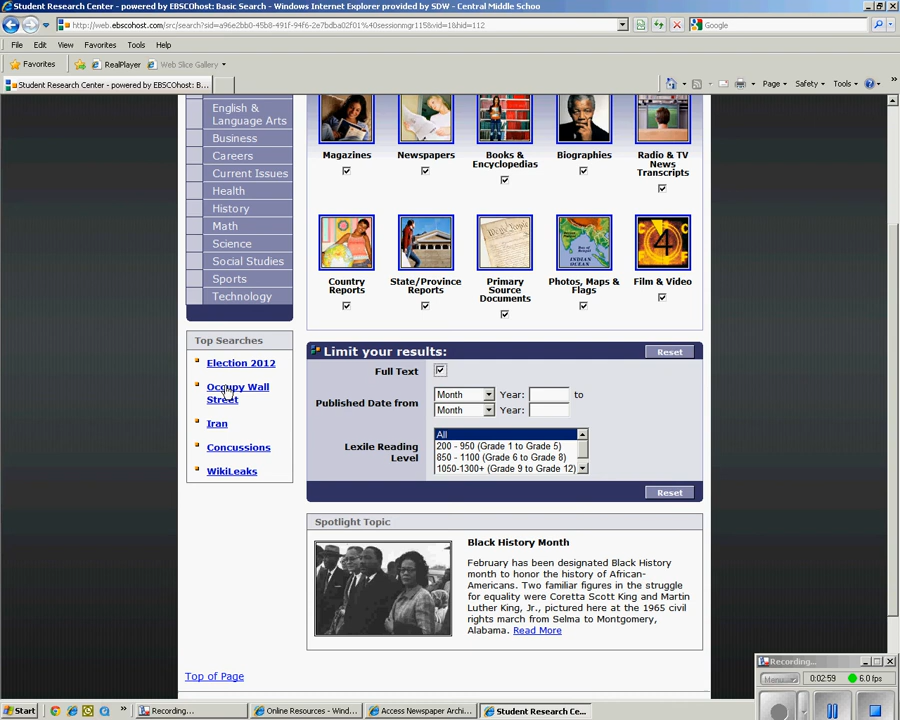 Student Research Center - powered by EBSCOhost: Basic Search - Windows Internet Explorer provided by SDW - Central Middle Schoo
Google
File Edit View Favorites Tools Help
Favorites RealPlayer Web Slice Gallery
Student Research Center - powered by EBSCOhost: B...
Page Safety Tools
English &
Language Arts
Business
Careers
Current Issues
Health
History
Math
Science
Social Studies
Sports
Technology
Magazines Newspapers Books &
Encyclopedias Biographies Radio & TV
News
Transcripts
Country
Reports State/Province
Reports Primary
Source
Documents Photos, Maps &
Flags Film & Video
Top Searches
Election 2012
Occupy Wall
Street
Iran
Concussions
WikiLeaks
Limit your results: Reset
Full Text
Published Date from Month Year: to
Month Year:
Lexile Reading
Level
All
200 - 950 (Grade 1 to Grade 5)
850 - 1100 (Grade 6 to Grade 8)
1050-1300+ (Grade 9 to Grade 12)
Reset
Spotlight Topic
Black History Month
February has been designated Black History
month to honor the history of African-
Americans. Two familiar figures in the struggle
for equality were Coretta Scott King and Martin
Luther King, Jr., pictured here at the 1965 civil
rights march from Selma to Montgomery,
Alabama. Read More
Top of Page
Recording...
Menu
02:59 6.0 fps
Start Recording... Online Resources - Wind... Access Newspaper Archi... Student Research Ce...